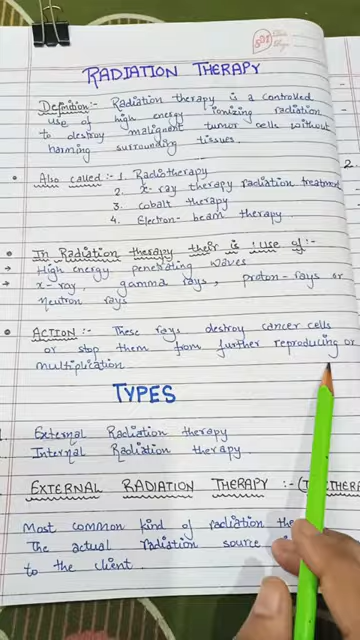 501
RADIATION THERAPY
Definition :- Radiation therapy is a controlled
use of high energy ionizing radiation
to destroy malignant tumor cells without
harming surrounding tissues.
Also called :- 1. Radiotherapy
2. x-ray therapy radiation treatment
3. cobalt therapy
4. Electron-beam therapy
In Radiation therapy their is use of :-
High energy penetrating waves
x-ray, gamma rays, proton-rays or
neutron rays
ACTION :- These rays destroy cancer cells
or stop them from further reproducing or
multiplication
TYPES
External Radiation therapy
Internal Radiation therapy
EXTERNAL RADIATION THERAPY :-
Most common kind of radiation
The actual radiation source
to the client
2